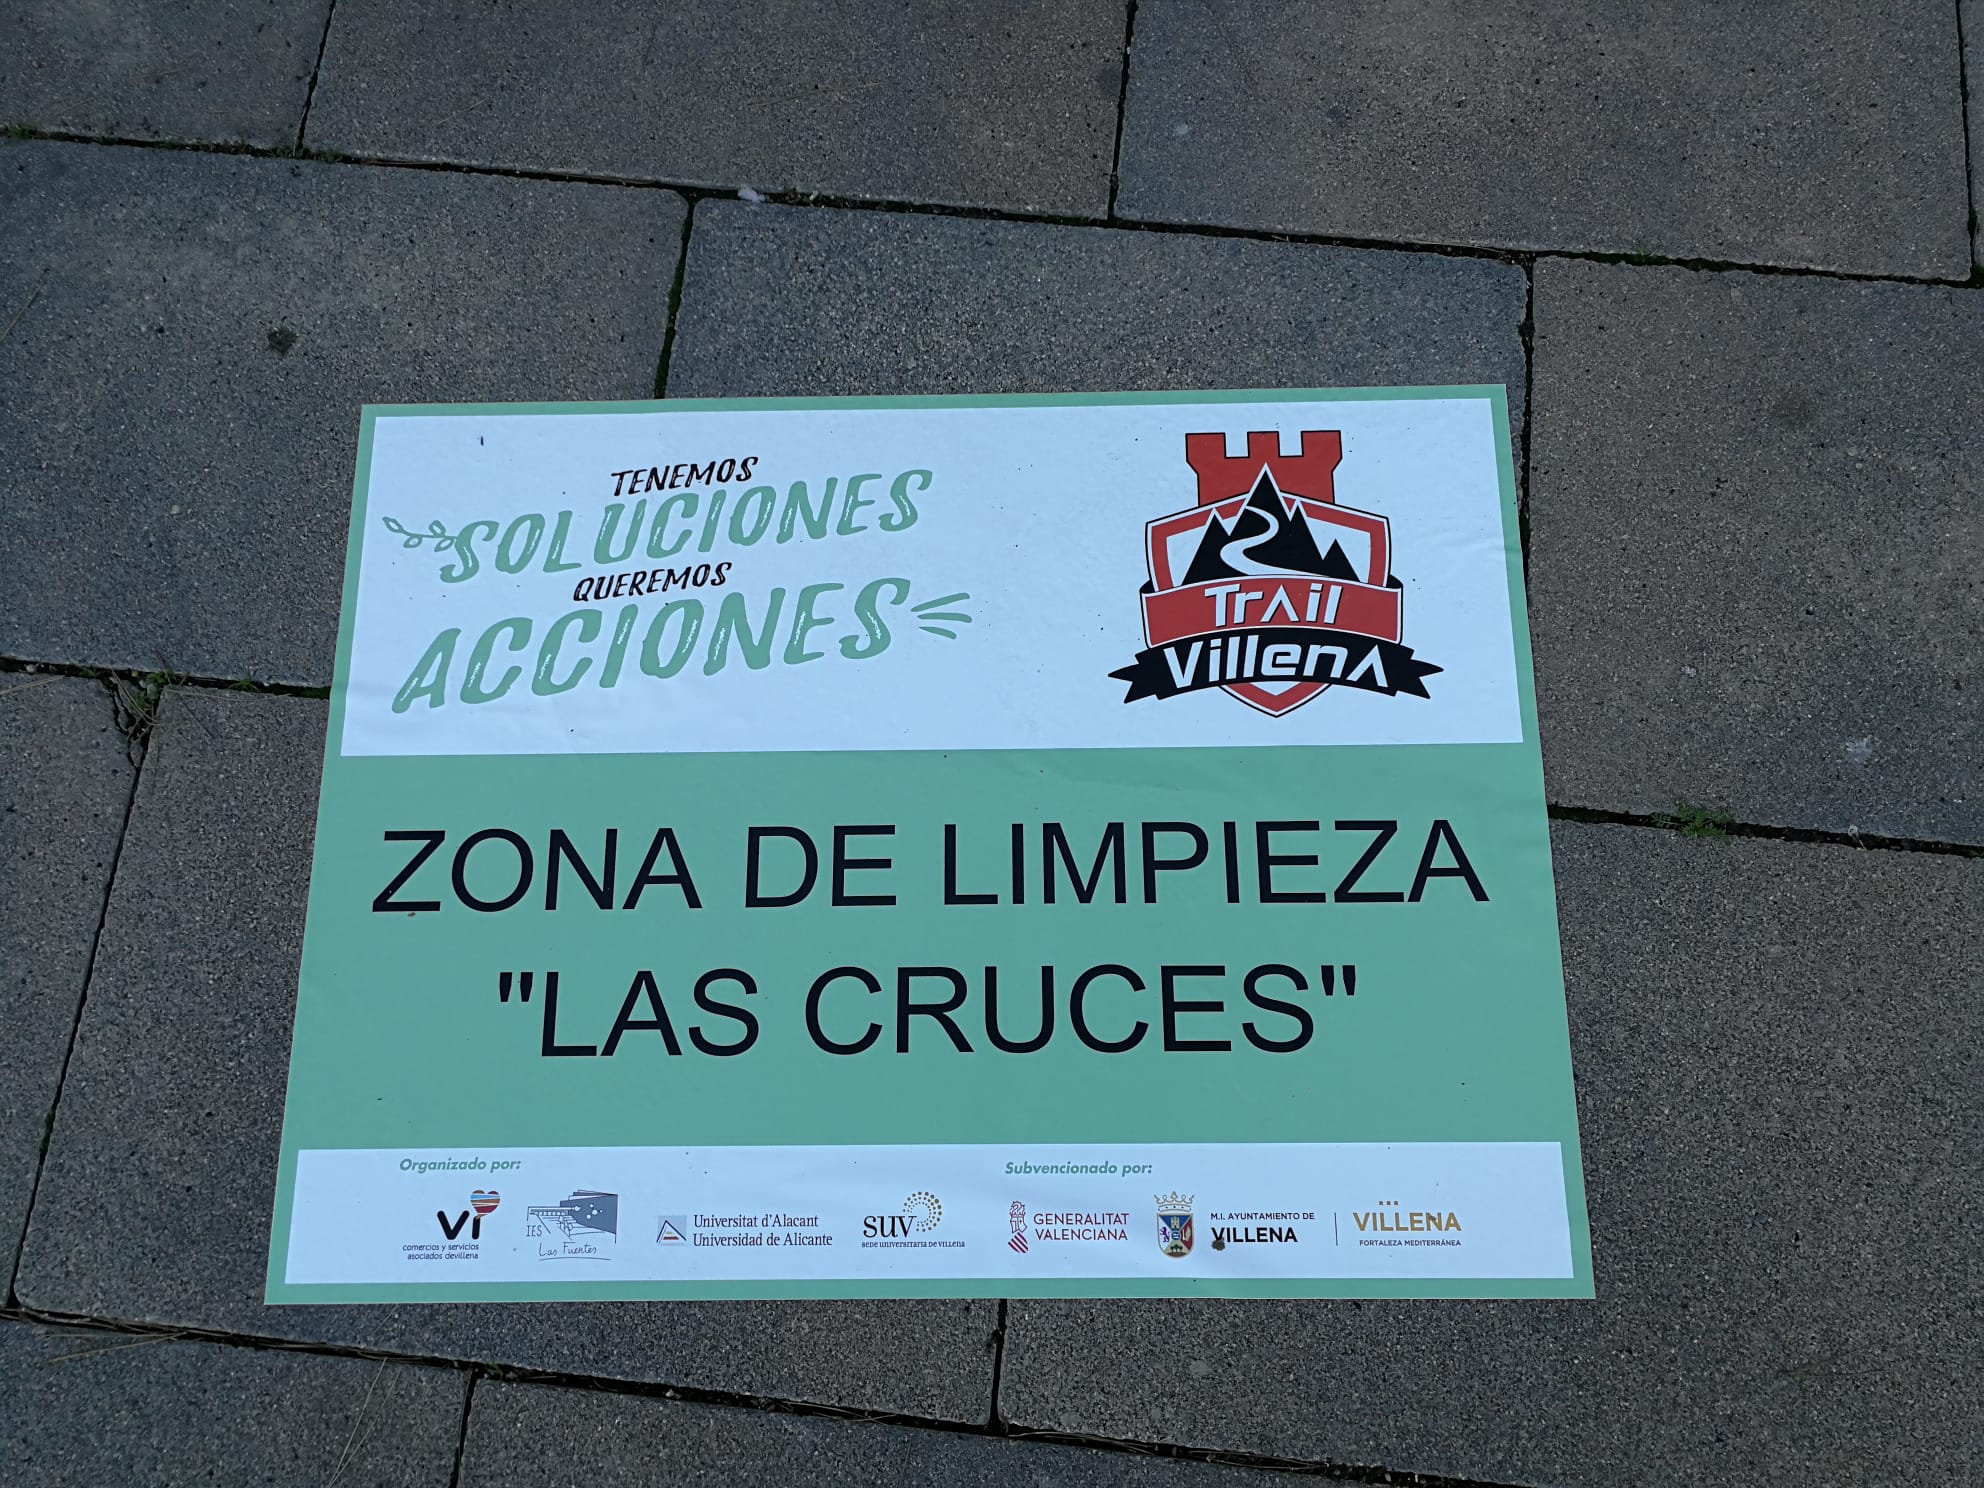 TENEMOS
SOLUCIONES
QUEREMOS
ACCIONES
Trail
Villena
ZONA DE LIMPIEZA
"LAS CRUCES"
Organizado por:
Subvencionado por:
vi
comercios y servicios
asociados devillena
IES
Las Fuentes
Universitat d'Alacant
Universidad de Alicante
suv
SEDE UNIVERSITARIA DE VILLENA
GENERALITAT
VALENCIANA
M.I. AYUNTAMIENTO DE
VILLENA
VILLENA
FORTALEZA MEDITERRÁNEA